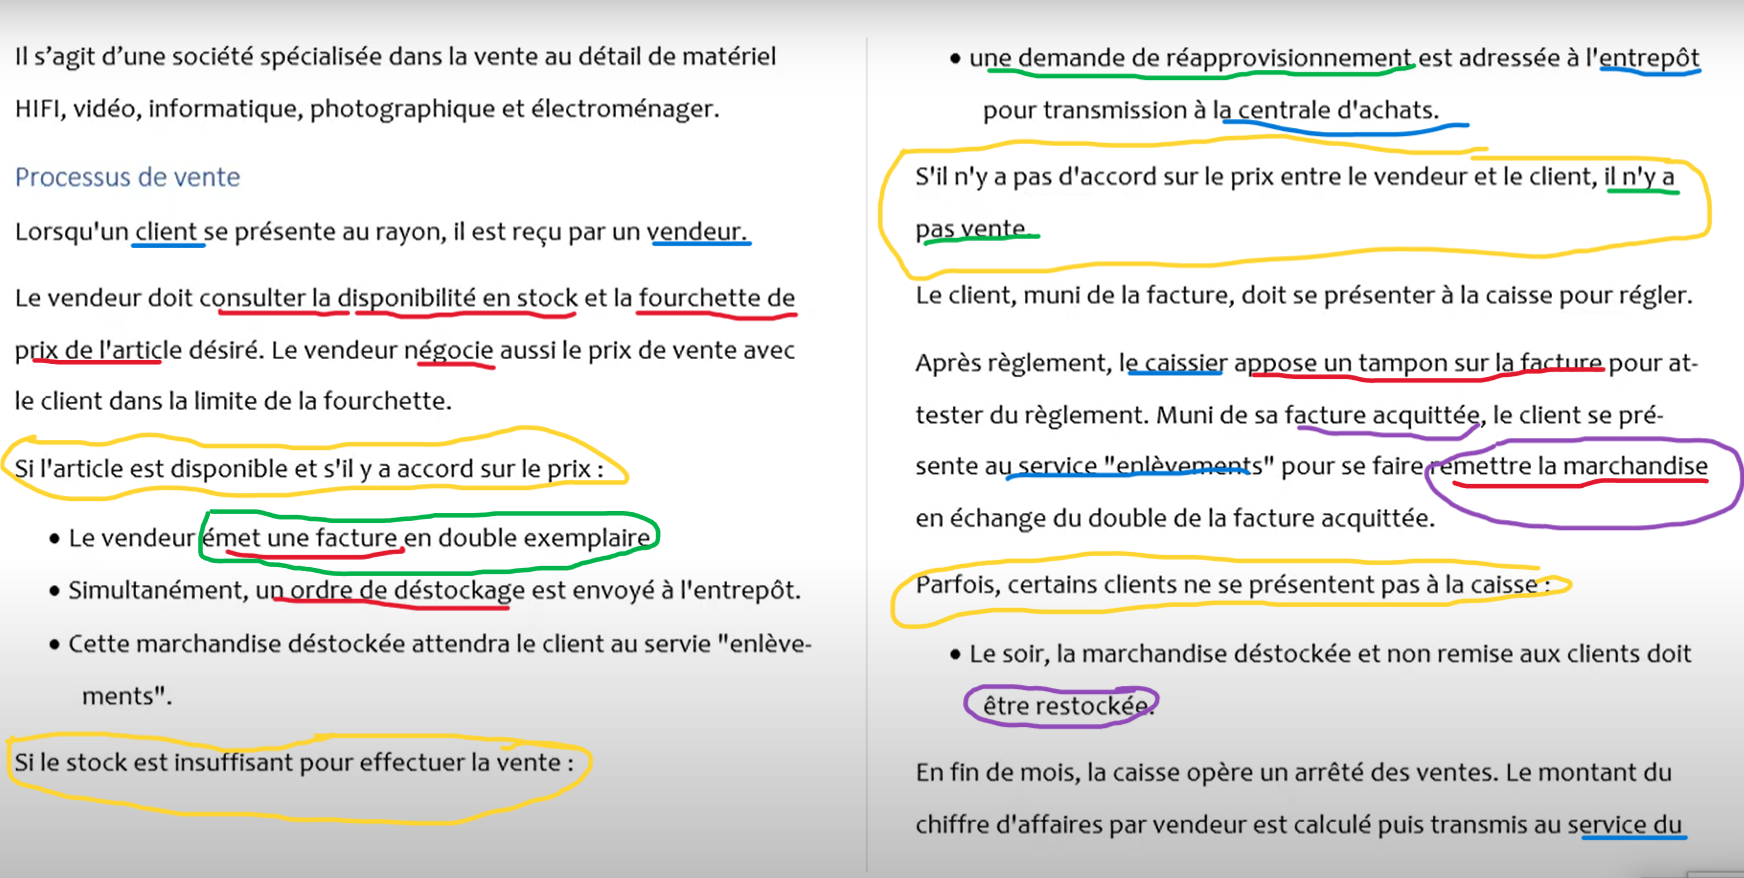 Il s’agit d’une société spécialisée dans la vente au détail de matériel
HIFI, vidéo, informatique, photographique et électroménager.
Processus de vente
Lorsqu'un client se présente au rayon, il est reçu par un vendeur.
Le vendeur doit consulter la disponibilité en stock et la fourchette de
prix de l'article désiré. Le vendeur négocie aussi le prix de vente avec
le client dans la limite de la fourchette.
Si l'article est disponible et s'il y a accord sur le prix :
• Le vendeur émet une facture en double exemplaire
• Simultanément, un ordre de déstockage est envoyé à l'entrepôt.
• Cette marchandise déstockée attendra le client au servie "enlève-
ments".
Si le stock est insuffisant pour effectuer la vente :
• une demande de réapprovisionnement est adressée à l'entrepôt
pour transmission à la centrale d'achats.
S'il n'y a pas d'accord sur le prix entre le vendeur et le client, il n'y a
pas vente.
Le client, muni de la facture, doit se présenter à la caisse pour régler.
Après règlement, le caissier appose un tampon sur la facture pour at-
tester du règlement. Muni de sa facture acquittée, le client se pré-
sente au service "enlèvements" pour se faire remettre la marchandise
en échange du double de la facture acquittée.
Parfois, certains clients ne se présentent pas à la caisse :
• Le soir, la marchandise déstockée et non remise aux clients doit
être restockée.
En fin de mois, la caisse opère un arrêté des ventes. Le montant du
chiffre d'affaires par vendeur est calculé puis transmis au service du